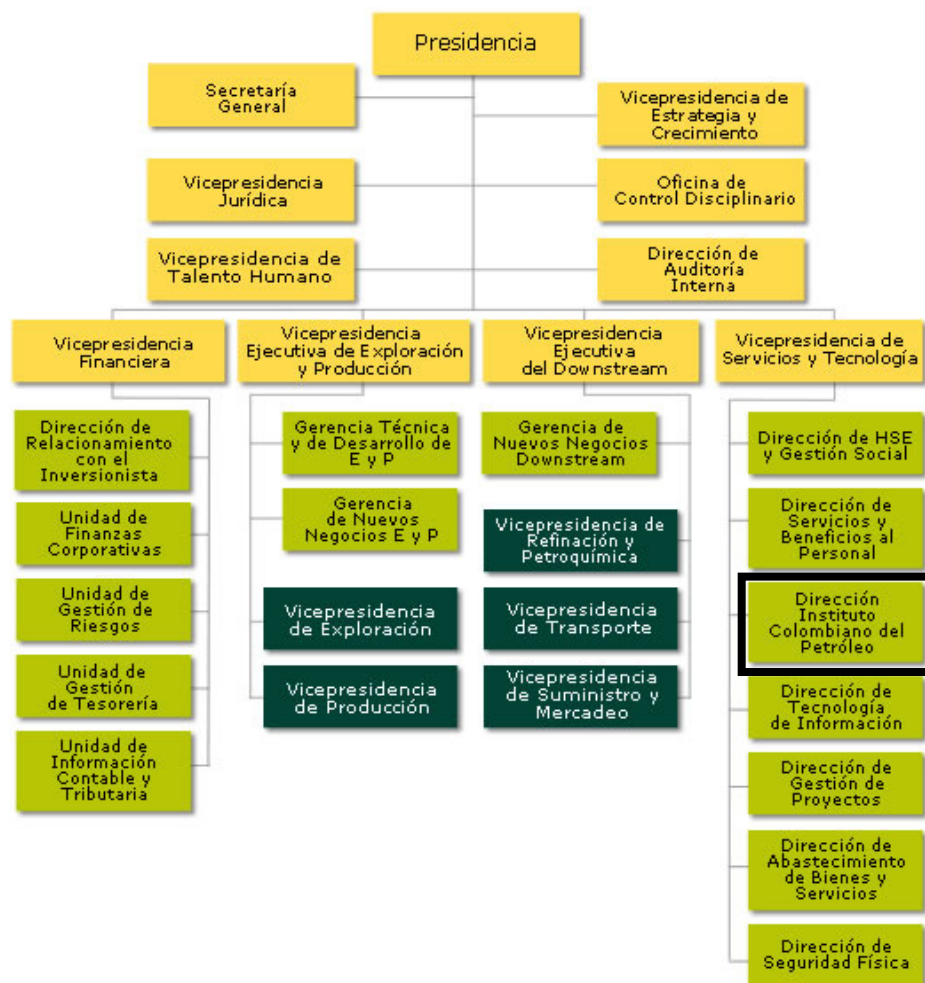 Presidencia
Secretaría
General
Vicepresidencia de
Estrategia y
Crecimiento
Vicepresidencia
Jurídica
Oficina de
Control Disciplinario
Vicepresidencia de
Talento Humano
Dirección de
Auditoría
Interna
Vicepresidencia
Financiera
Vicepresidencia
Ejecutiva de Exploración
y Producción
Vicepresidencia
Ejecutiva
del Downstream
Vicepresidencia de
Servicios y Tecnología
Dirección de
Relacionamiento
con el
Inversionista
Unidad de
Finanzas
Corporativas
Unidad de
Gestión de
Riesgos
Unidad de
Gestión
de Tesorería
Unidad de
Información
Contable y
Tributaria
Gerencia Técnica
y de Desarrollo de
E y P
Gerencia
de Nuevos
Negocios E y P
Vicepresidencia
de Exploración
Vicepresidencia
de Producción
Gerencia de
Nuevos Negocios
Downstream
Vicepresidencia de
Refinación y
Petroquímica
Vicepresidencia
de Transporte
Vicepresidencia
de Suministro y
Mercadeo
Dirección de HSE
y Gestión Social
Dirección de
Servicios y
Beneficios al
Personal
Dirección
Instituto
Colombiano del
Petróleo
Dirección de
Tecnología
de Información
Dirección de
Gestión de
Proyectos
Dirección de
Abastecimiento
de Bienes y
Servicios
Dirección de
Seguridad Física